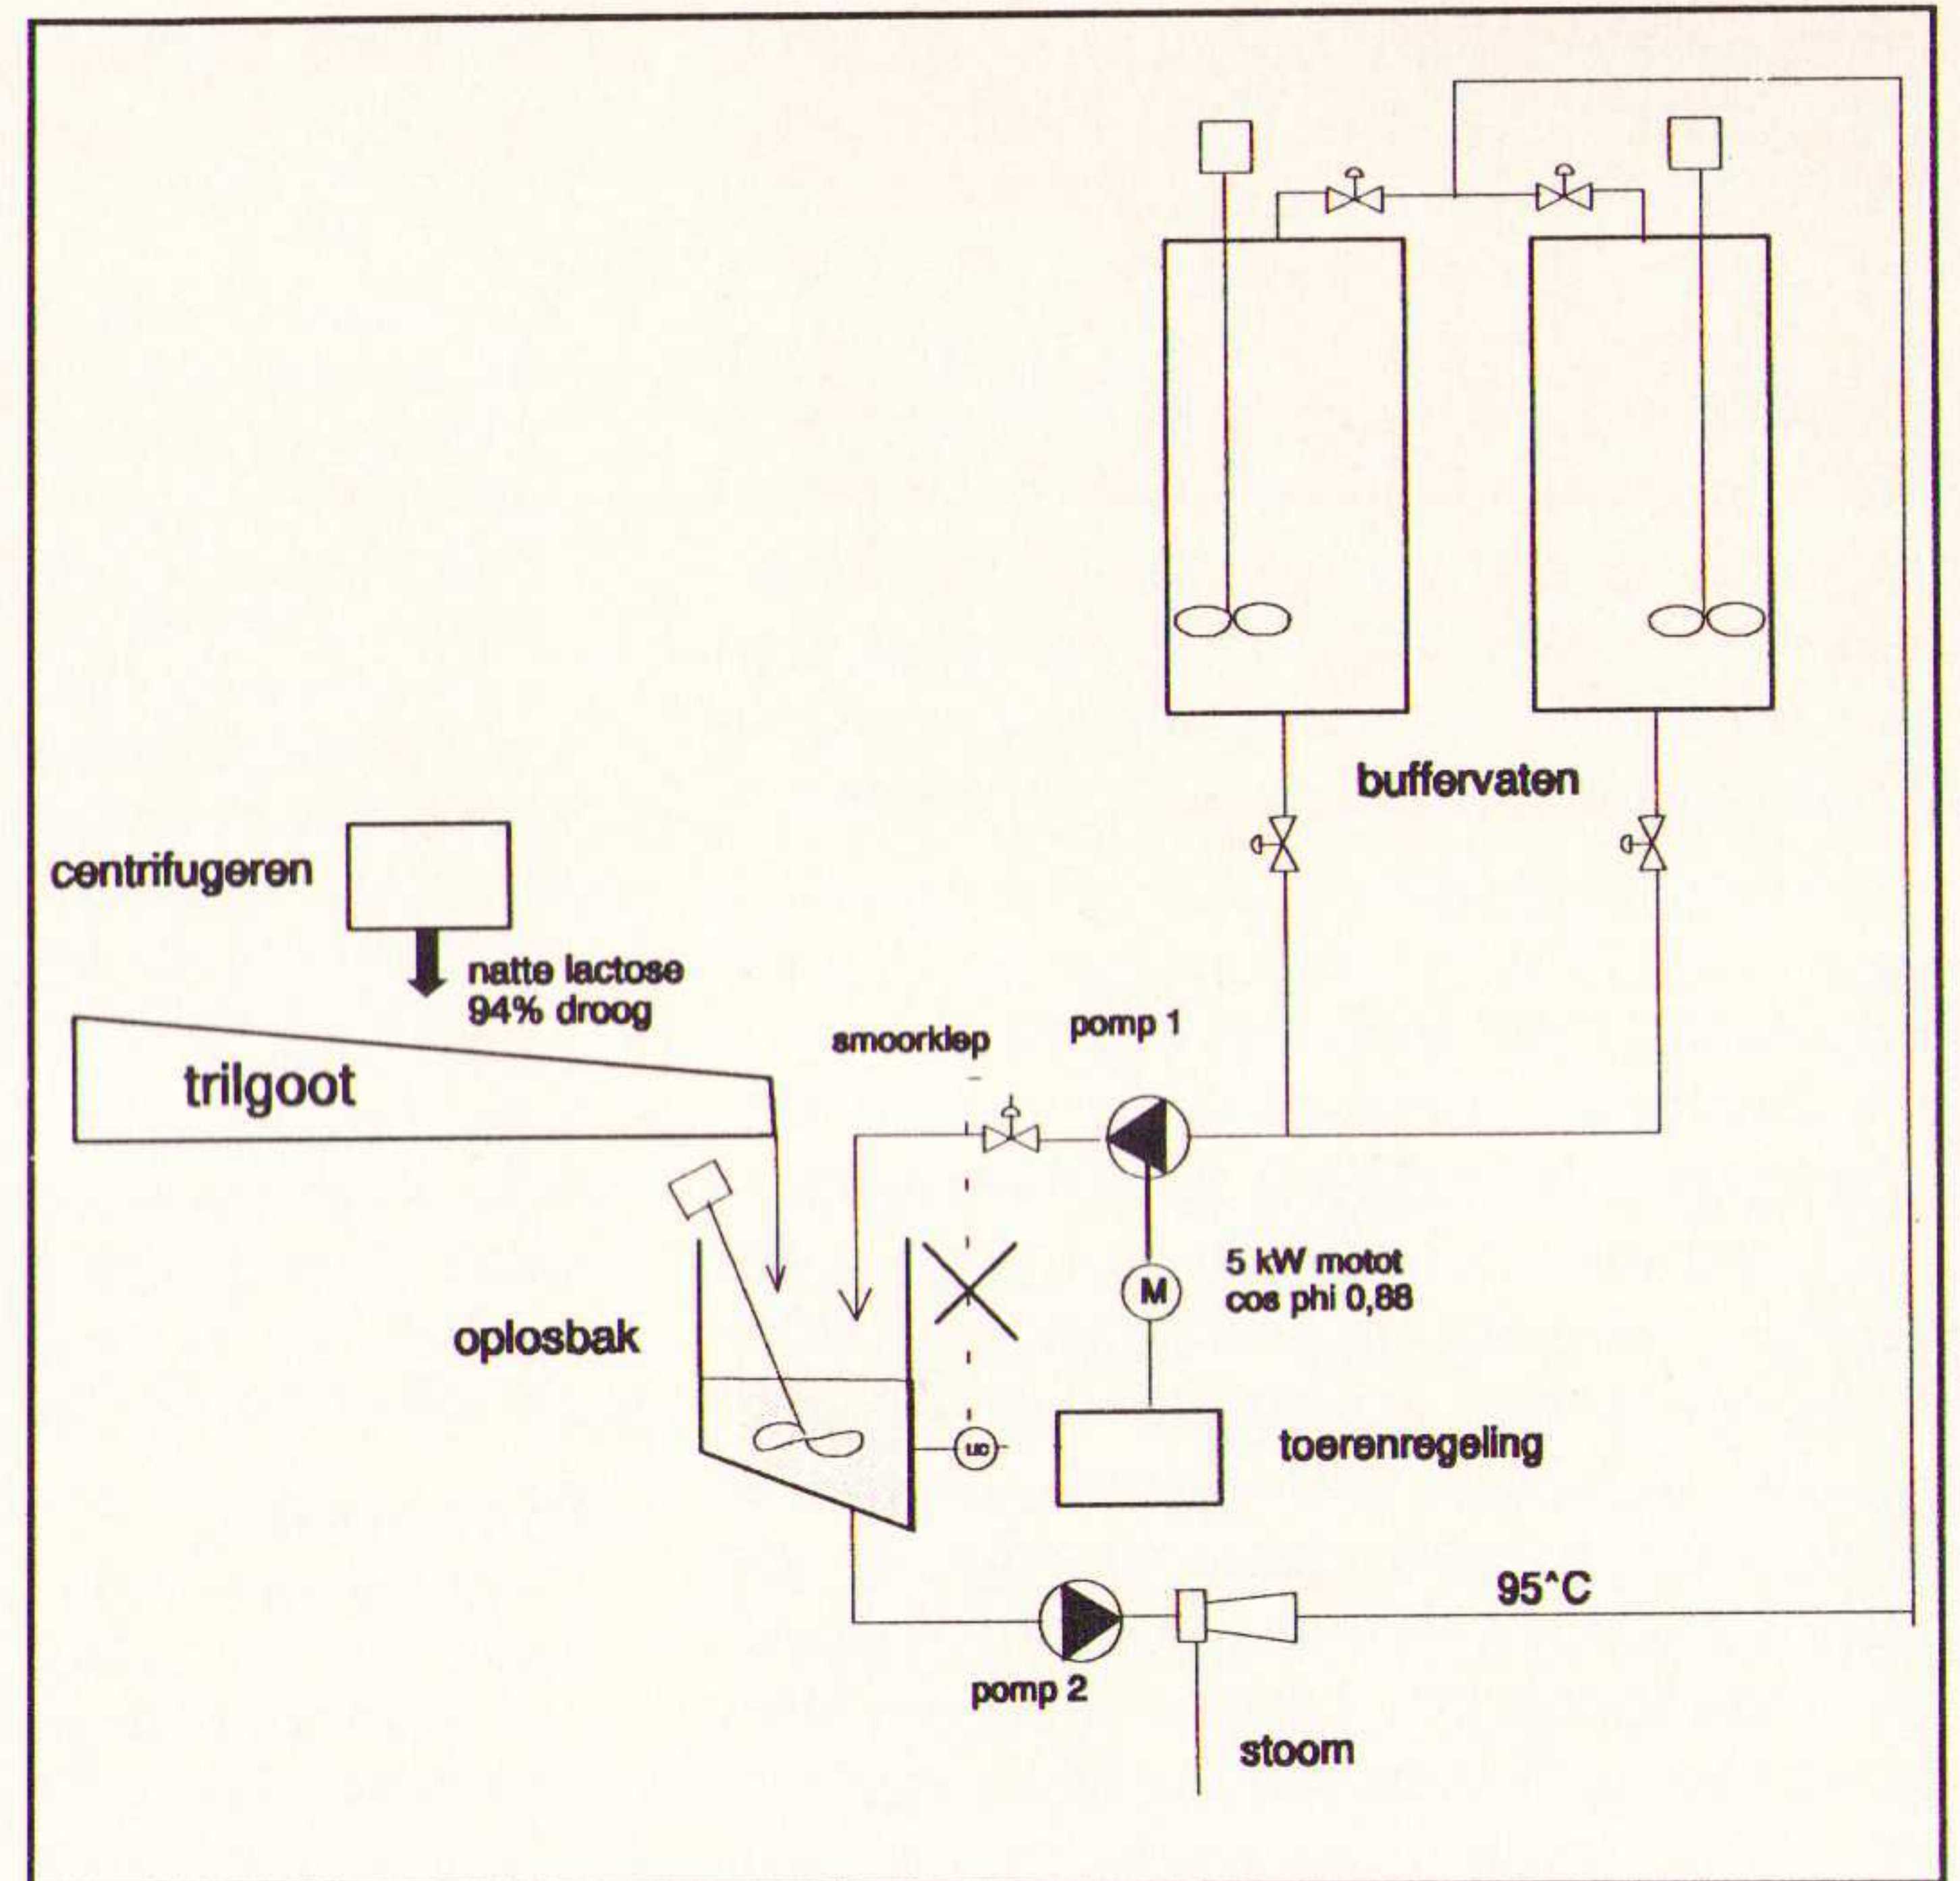 buffervaten
centrifugeren
natte lactose
94% droog
trilgoot
smoorklep
pomp 1
5 kW motot
cos phi 0,88
M
oplosbak
LIC
toerenregeling
95^C
pomp 2
stoom